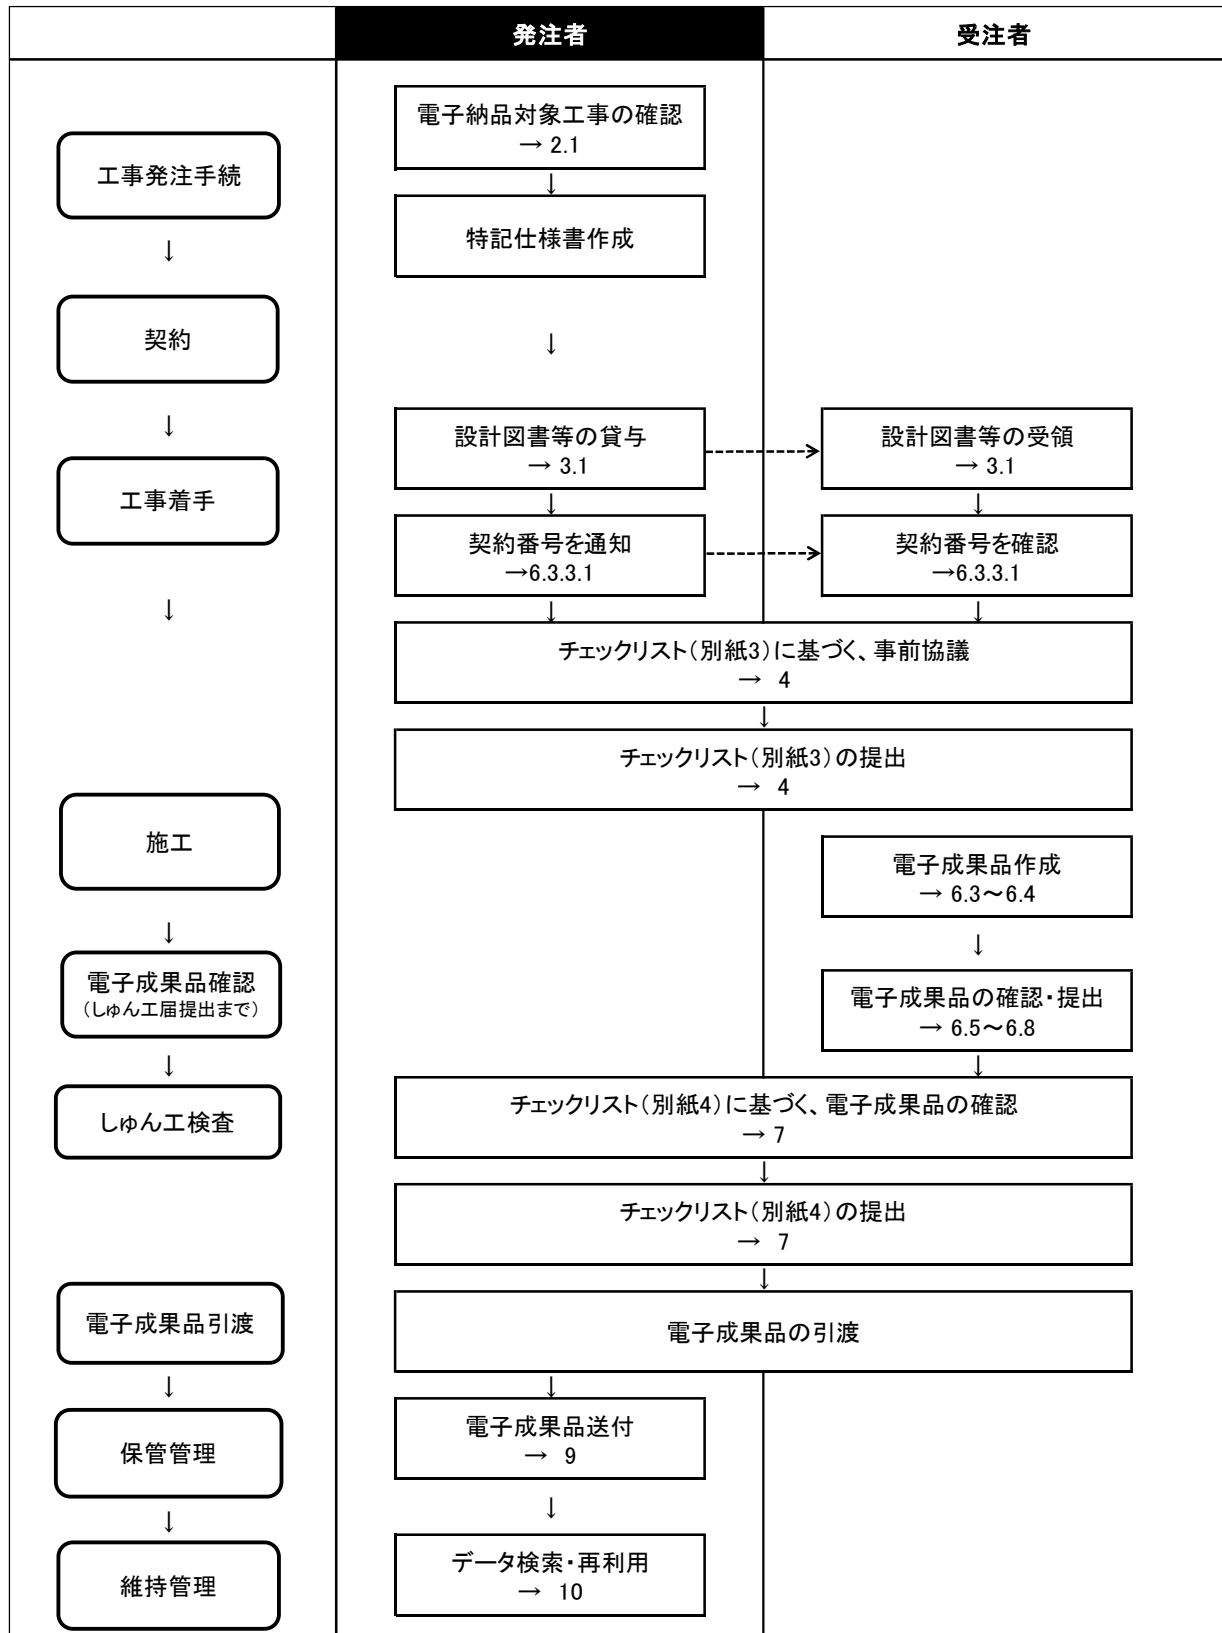 発注者
受注者
電子納品対象工事の確認
→ 2.1
工事発注手続
↓
↓
特記仕様書作成
契約
↓
↓
設計図書等の貸与
→ 3.1
設計図書等の受領
→ 3.1
工事着手
↓
↓
契約番号を通知
→6.3.3.1
契約番号を確認
→6.3.3.1
↓
↓
↓
↓
チェックリスト(別紙3)に基づく、事前協議
→ 4
↓
チェックリスト(別紙3)の提出
→ 4
施工
電子成果品作成
→ 6.3～6.4
↓
↓
電子成果品確認
(しゅん工届提出まで)
電子成果品の確認・提出
→ 6.5～6.8
↓
↓
しゅん工検査
チェックリスト(別紙4)に基づく、電子成果品の確認
→ 7
↓
チェックリスト(別紙4)の提出
→ 7
↓
電子成果品引渡
電子成果品の引渡
↓
↓
保管管理
電子成果品送付
→ 9
↓
↓
維持管理
データ検索・再利用
→ 10